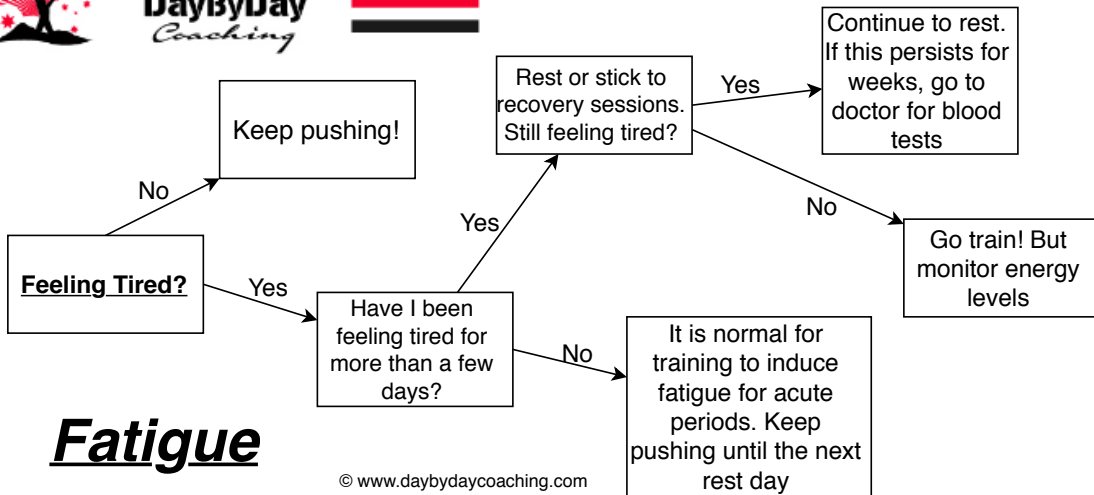 DayByDay
Coaching
Keep pushing!
No
Feeling Tired?
Yes
Have I been
feeling tired for
more than a few
days?
Yes
Rest or stick to
recovery sessions.
Still feeling tired?
Yes
Continue to rest.
If this persists for
weeks, go to
doctor for blood
tests
No
Go train! But
monitor energy
levels
No
It is normal for
training to induce
fatigue for acute
periods. Keep
pushing until the next
rest day
Fatigue
© www.daybydaycoaching.com